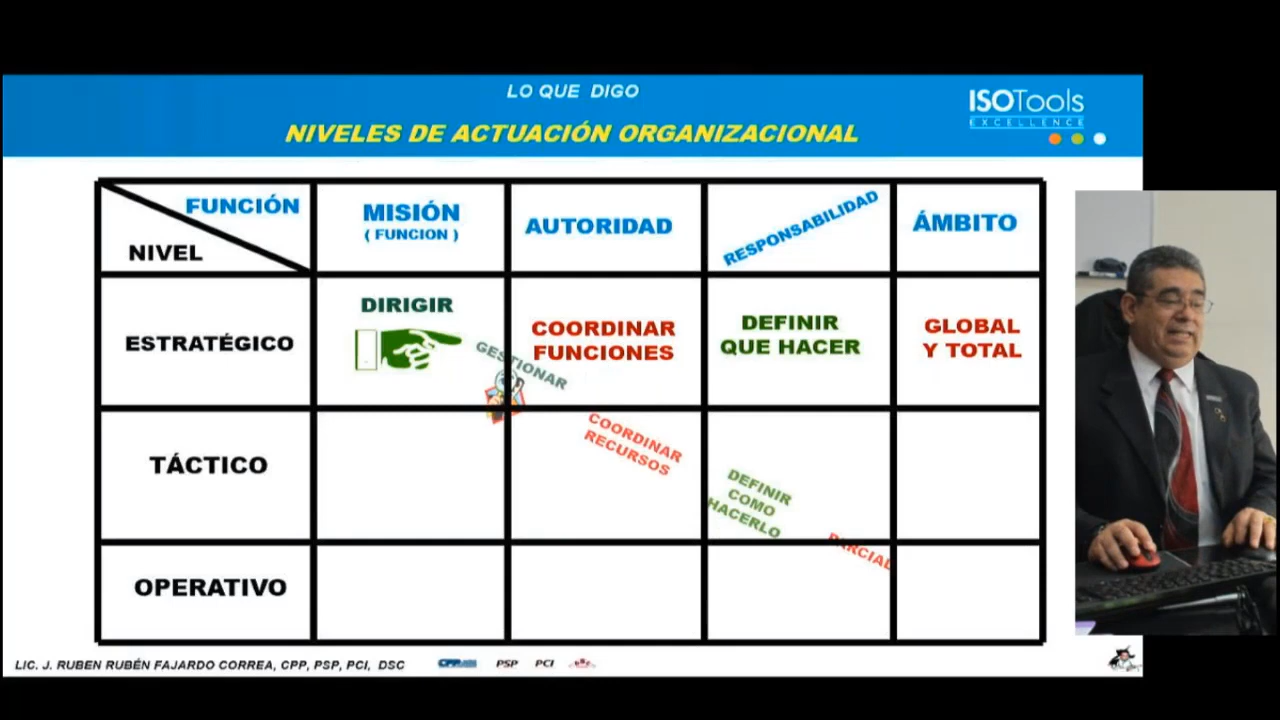 LO QUE DIGO
NIVELES DE ACTUACIÓN ORGANIZACIONAL
ISOTools
EXCELLENCE
FUNCIÓN
NIVEL
MISIÓN
( FUNCION )
AUTORIDAD
RESPONSABILIDAD
ÁMBITO
ESTRATÉGICO
DIRIGIR
COORDINAR
FUNCIONES
DEFINIR
QUE HACER
GLOBAL
Y TOTAL
GESTIONAR
TÁCTICO
COORDINAR
RECURSOS
DEFINIR
COMO
HACERLO
PARCIAL
OPERATIVO
LIC. J. RUBEN RUBÉN FAJARDO CORREA, CPP, PSP, PCI, DSC
CPP
PSP
PCI